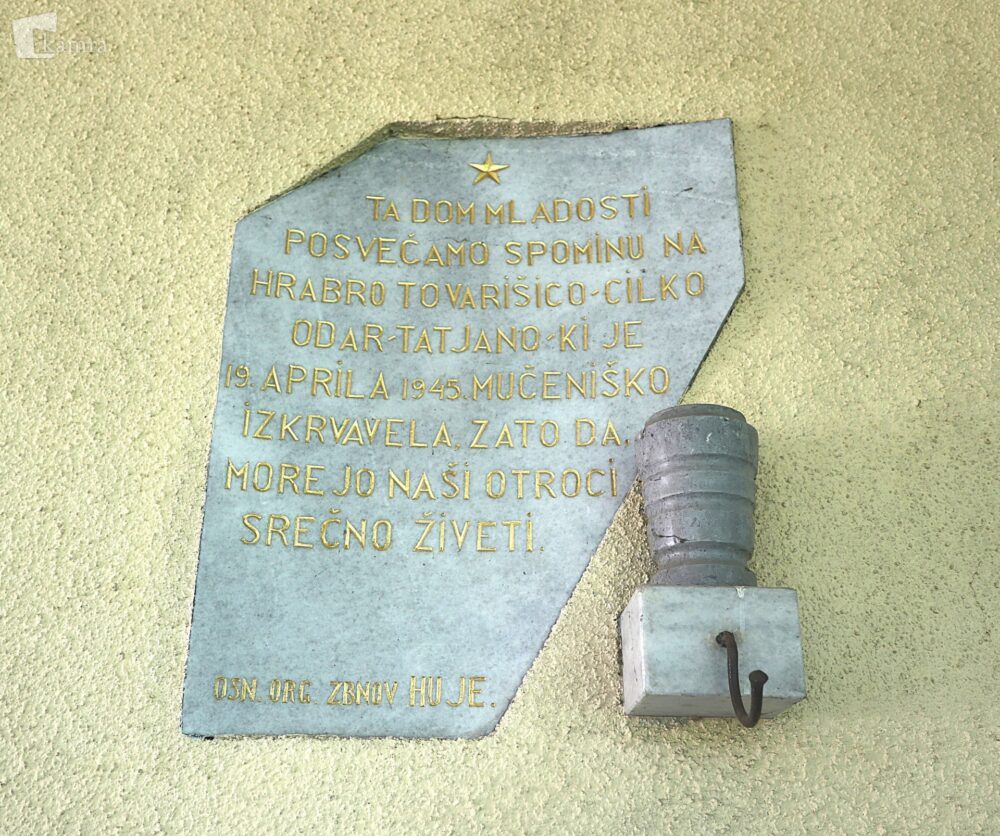 kamra
TA DOM MLADOSTI
POSVEČAMO SPOMINU NA
HRABRO TOVARIŠICO-CILKO
ODAR-TATJANO-KI JE
19. APRILA 1945. MUČENIŠKO
IZKRVAVELA, ZATO DA,
MOREJO NAŠI OTROCI
SREČNO ŽIVETI.
OSN. ORG. ZBNOV HUJE.